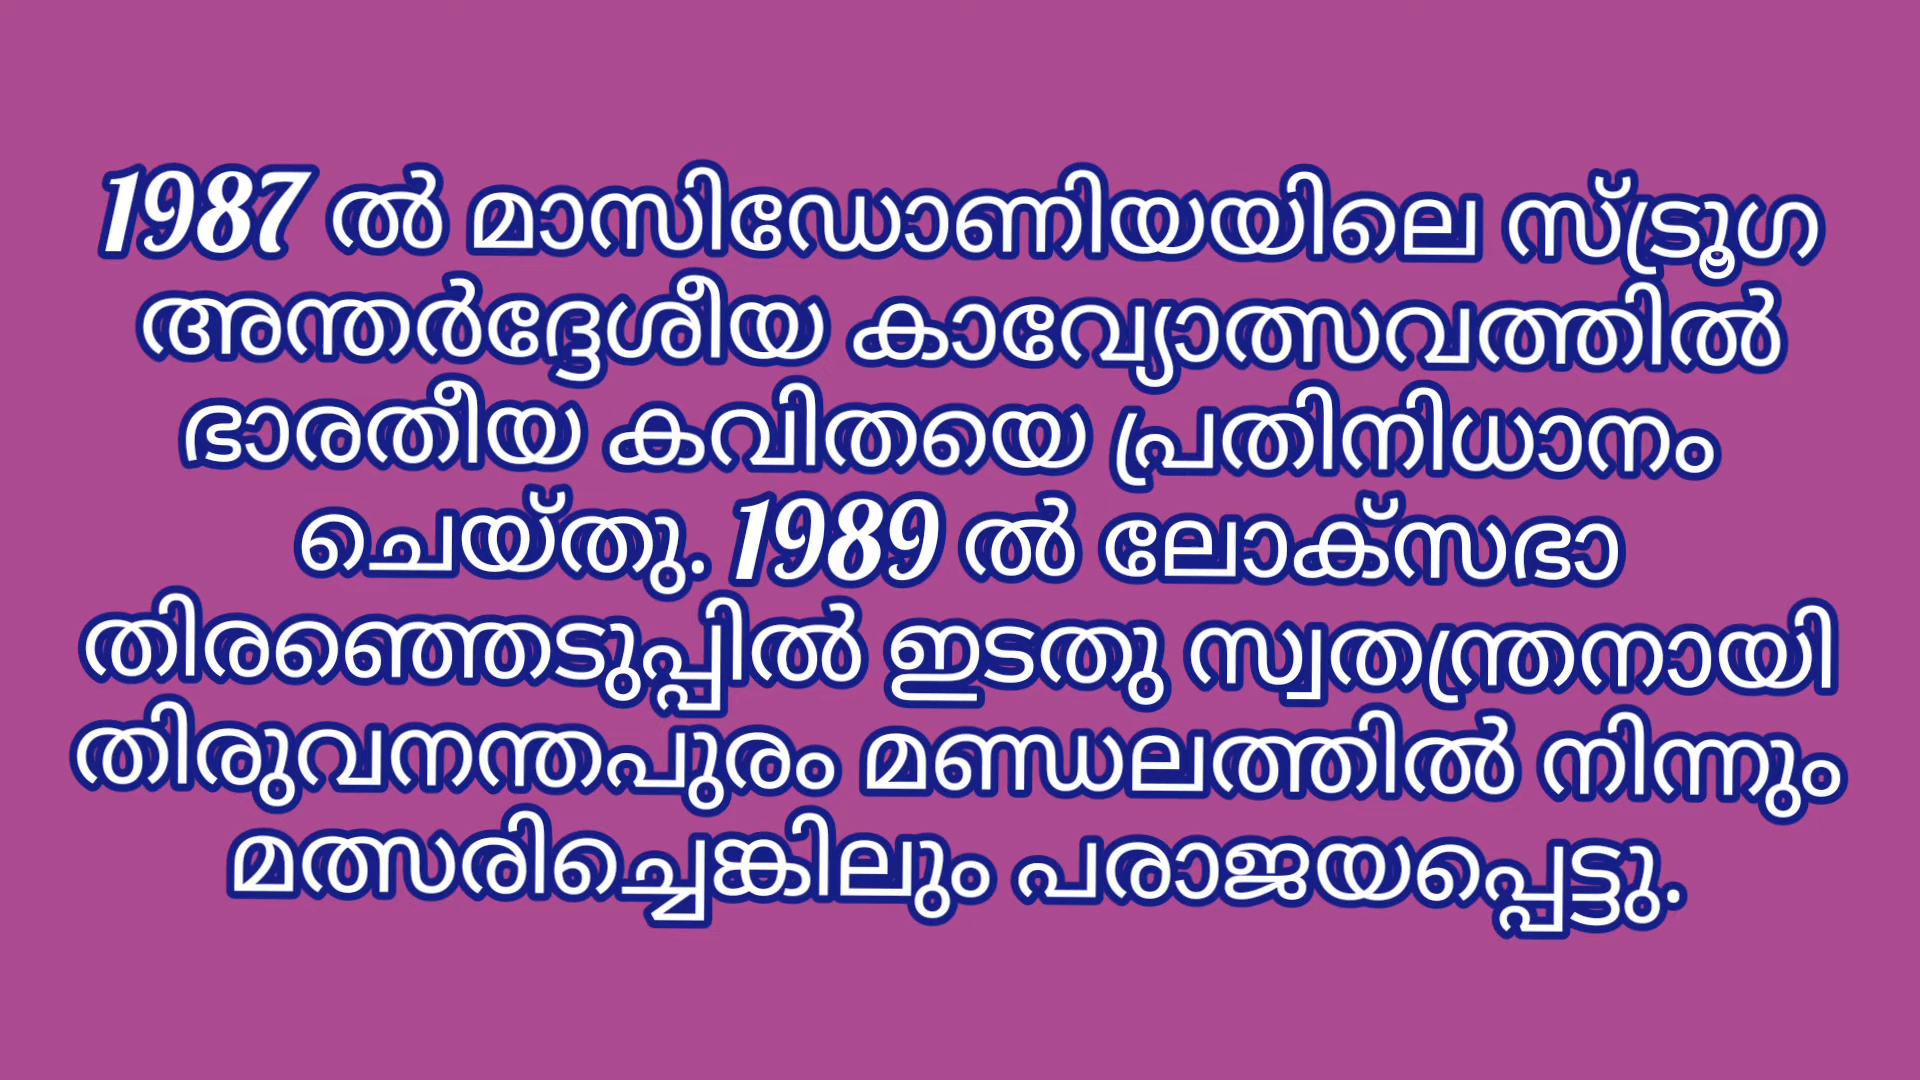 1987 ൽ മാസിഡോണിയയിലെ സ്ട്രൂഗ
അന്തർദ്ദേശീയ കാവ്യോത്സവത്തിൽ
ഭാരതീയ കവിതയെ പ്രതിനിധാനം
ചെയ്തു. 1989 ൽ ലോക്സഭാ
തിരഞ്ഞെടുപ്പിൽ ഇടതു സ്വതന്ത്രനായി
തിരുവനന്തപുരം മണ്ഡലത്തിൽ നിന്നും
മത്സരിച്ചെങ്കിലും പരാജയപ്പെട്ടു.